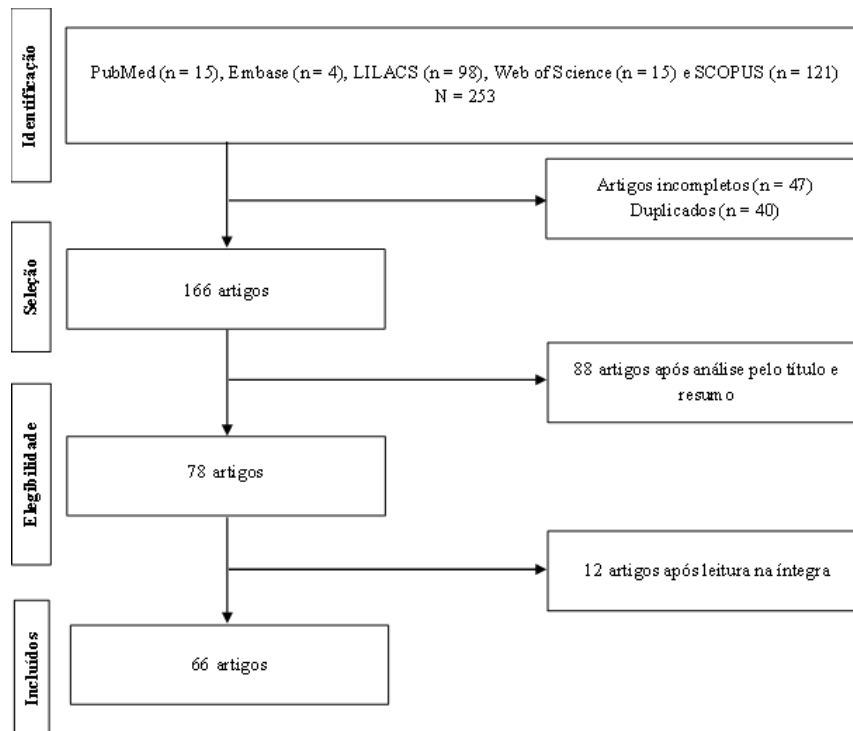 Identificação
PubMed (n = 15), Embase (n = 4), LILACS (n = 98), Web of Science (n = 15) e SCOPUS (n = 121)
N = 253
Artigos incompletos (n = 47)
Duplicados (n = 40)
Seleção
166 artigos
88 artigos após análise pelo título e
resumo
Elegibilidade
78 artigos
12 artigos após leitura na íntegra
Incluídos
66 artigos